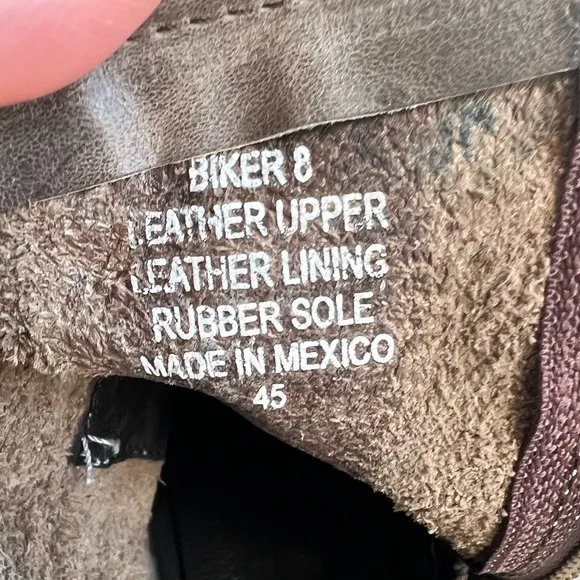 BIKER 8
LEATHER UPPER
LEATHER LINING
RUBBER SOLE
MADE IN MEXICO
45